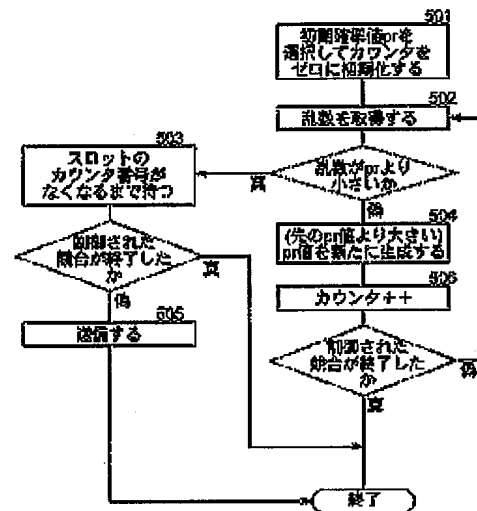 501
初期確率値prを
選択してカウンタを
ゼロに初期化する
502
乱数を取得する
乱数がprより
小さいか
真
偽
503
スロットの
カウンタ番号が
なくなるまで待つ
制御された
競合が終了した
か
真
偽
505
送信する
504
(先のpr値より大きい)
pr値を新たに生成する
506
カウンタ++
制御された
競合が終了した
か
偽
真
終了